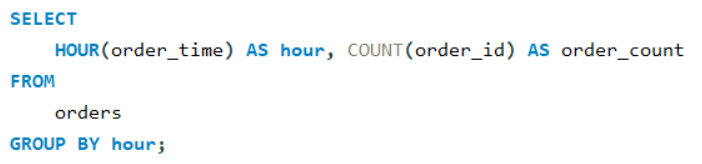 SELECT
    HOUR(order_time) AS hour, COUNT(order_id) AS order_count
FROM
    orders
GROUP BY hour;